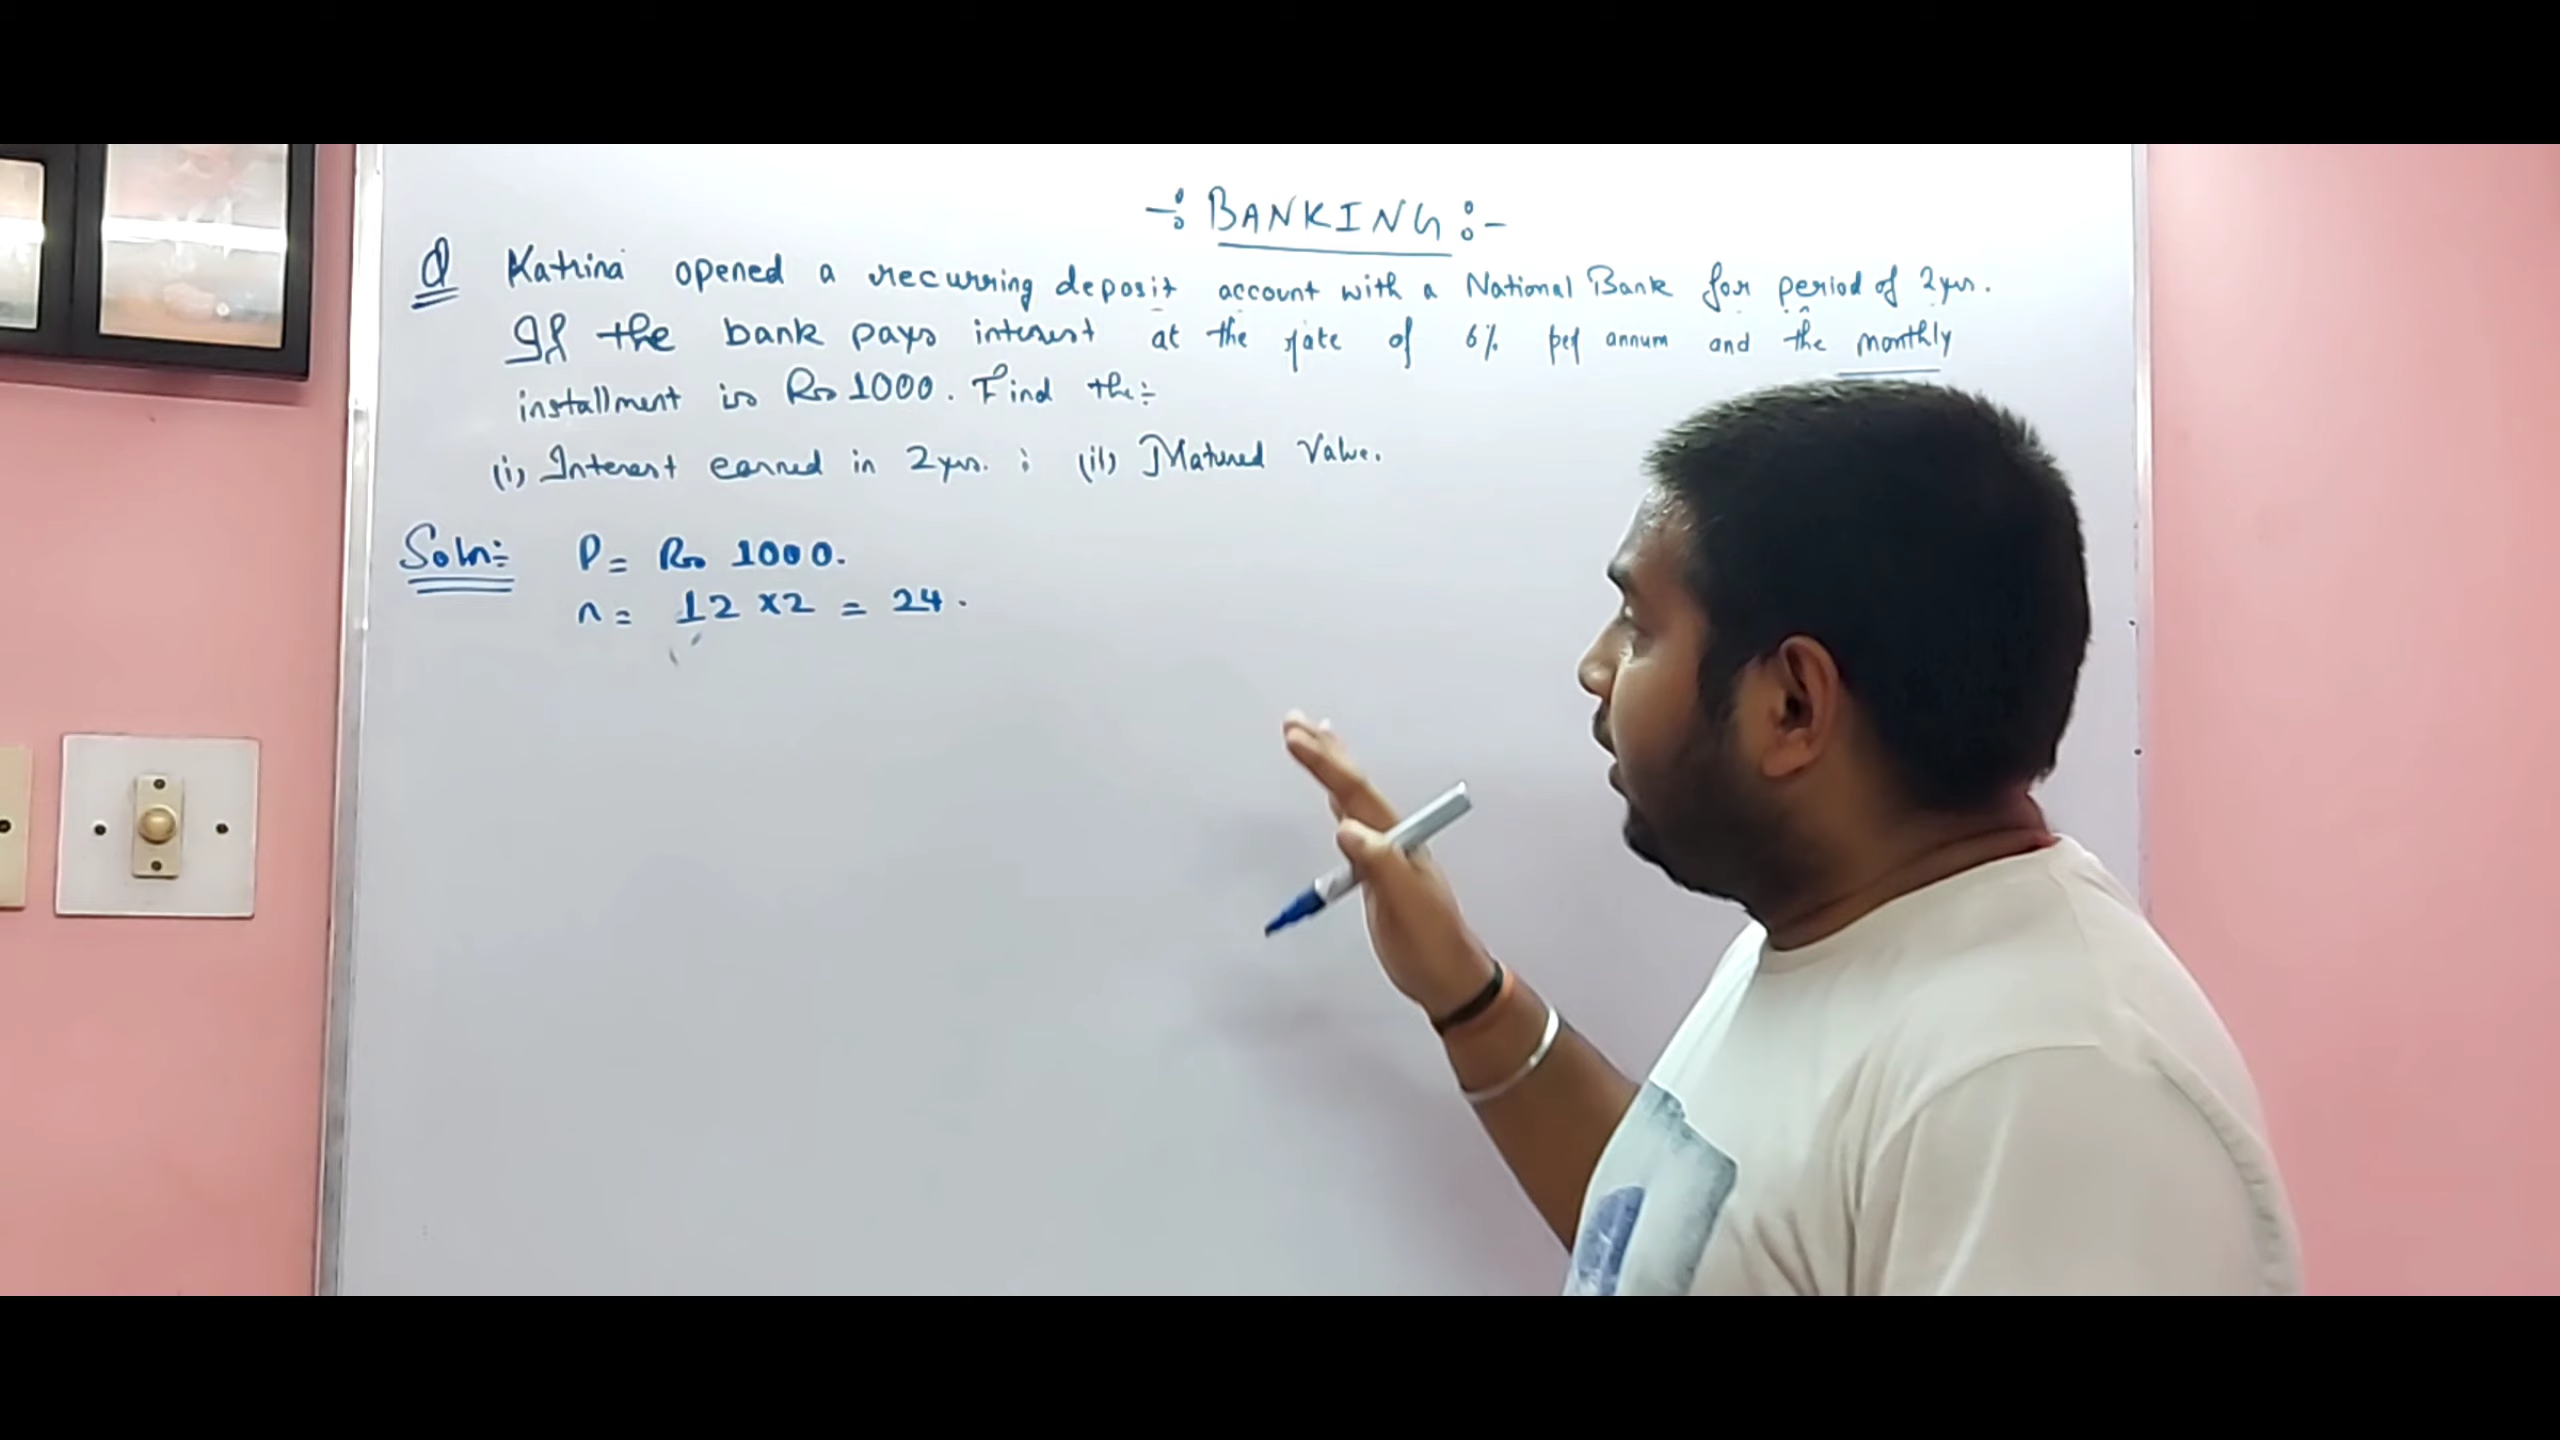 -: BANKING :-
Q Katrina opened a recurring deposit account with a National Bank for period of 2yrs.
If the bank pays interest at the rate of 6% per annum and the monthly
installment is Rs 1000. Find the:-
(i) Interest earned in 2yrs. ; (ii) Matured Value.
Soln:- P = Rs 1000.
n = 12 x2 = 24.